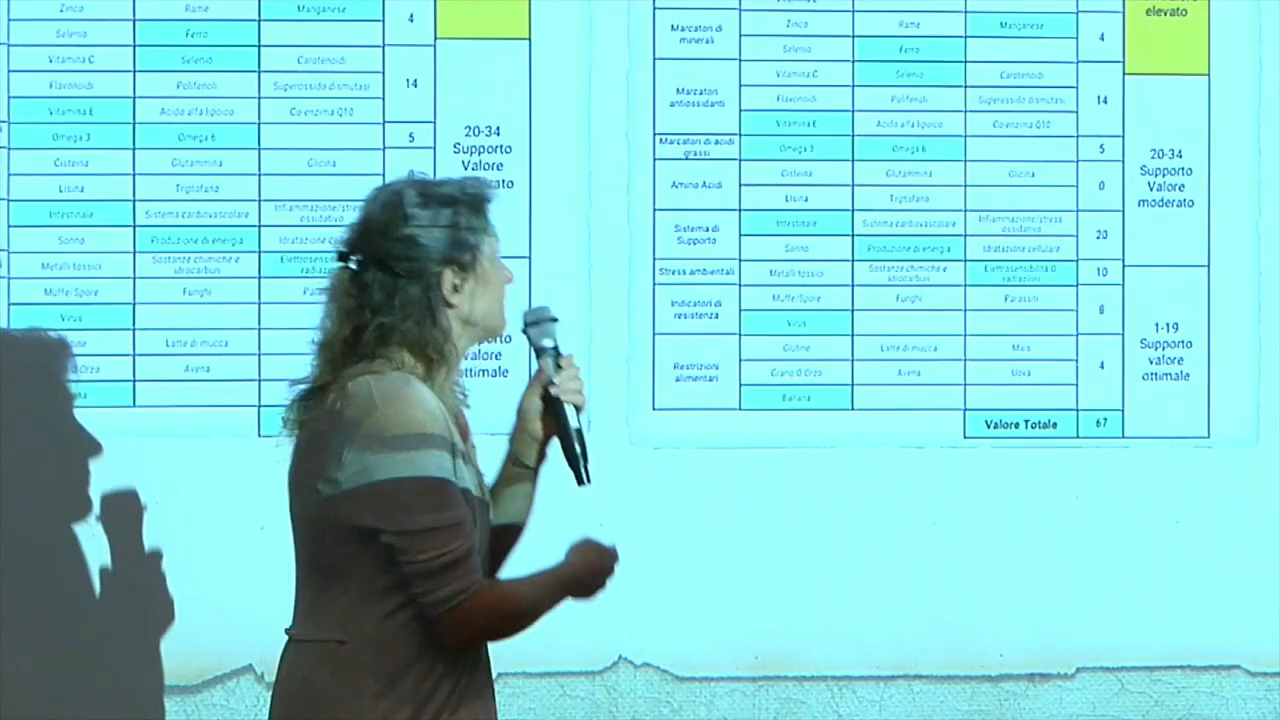 Zinco Rame Manganese 4
Selenio Ferro
Vitamina C Selenio Carotenoidi 14
Flavonoidi Polifenoli Superossido dismutasi
Vitamina E Acido alfa lipoico Co enzima Q10
Omega 3 Omega 6 5
Cisteina Glutammina Glicina
Lisina Triptofano
Intestinale Sistema cardiovascolare
Sonno Produzione di energia
Metalli tossici Sostanze chimiche e
idrocarburi
Muffe/Spore Funghi
Virus
Latte di mucca
Avena
20-34
Supporto
Valore
elevato
Marcatori di
minerali
Zinco Rame Manganese 4
Selenio Ferro
Marcatori
antiossidanti
Vitamina C Selenio Carotenoidi 14
Flavonoidi Polifenoli Superossido dismutasi
Vitamina E Acido alfa lipoico Co enzima Q10
Marcatori di acidi
grassi
Omega 3 Omega 6 5
Amino Acidi
Cisteina Glutammina Glicina 0
Lisina Triptofano
Sistema di
Supporto
Intestinale Sistema cardiovascolare Infiammazione/stress
ossidativo
20
Sonno Produzione di energia Idratazione cellulare
Stress ambientali Metalli tossici Sostanze chimiche e
idrocarburi
Elettrosensibilità O
radiazioni
10
Indicatori di
resistenza
Muffe/Spore Funghi Parassiti 8
Virus
Restrizioni
alimentari
Glutine Latte di mucca Mais 4
Grano O Orzo Avena Uova
Banana
Valore Totale 67
20-34
Supporto
Valore
moderato
1-19
Supporto
valore
ottimale